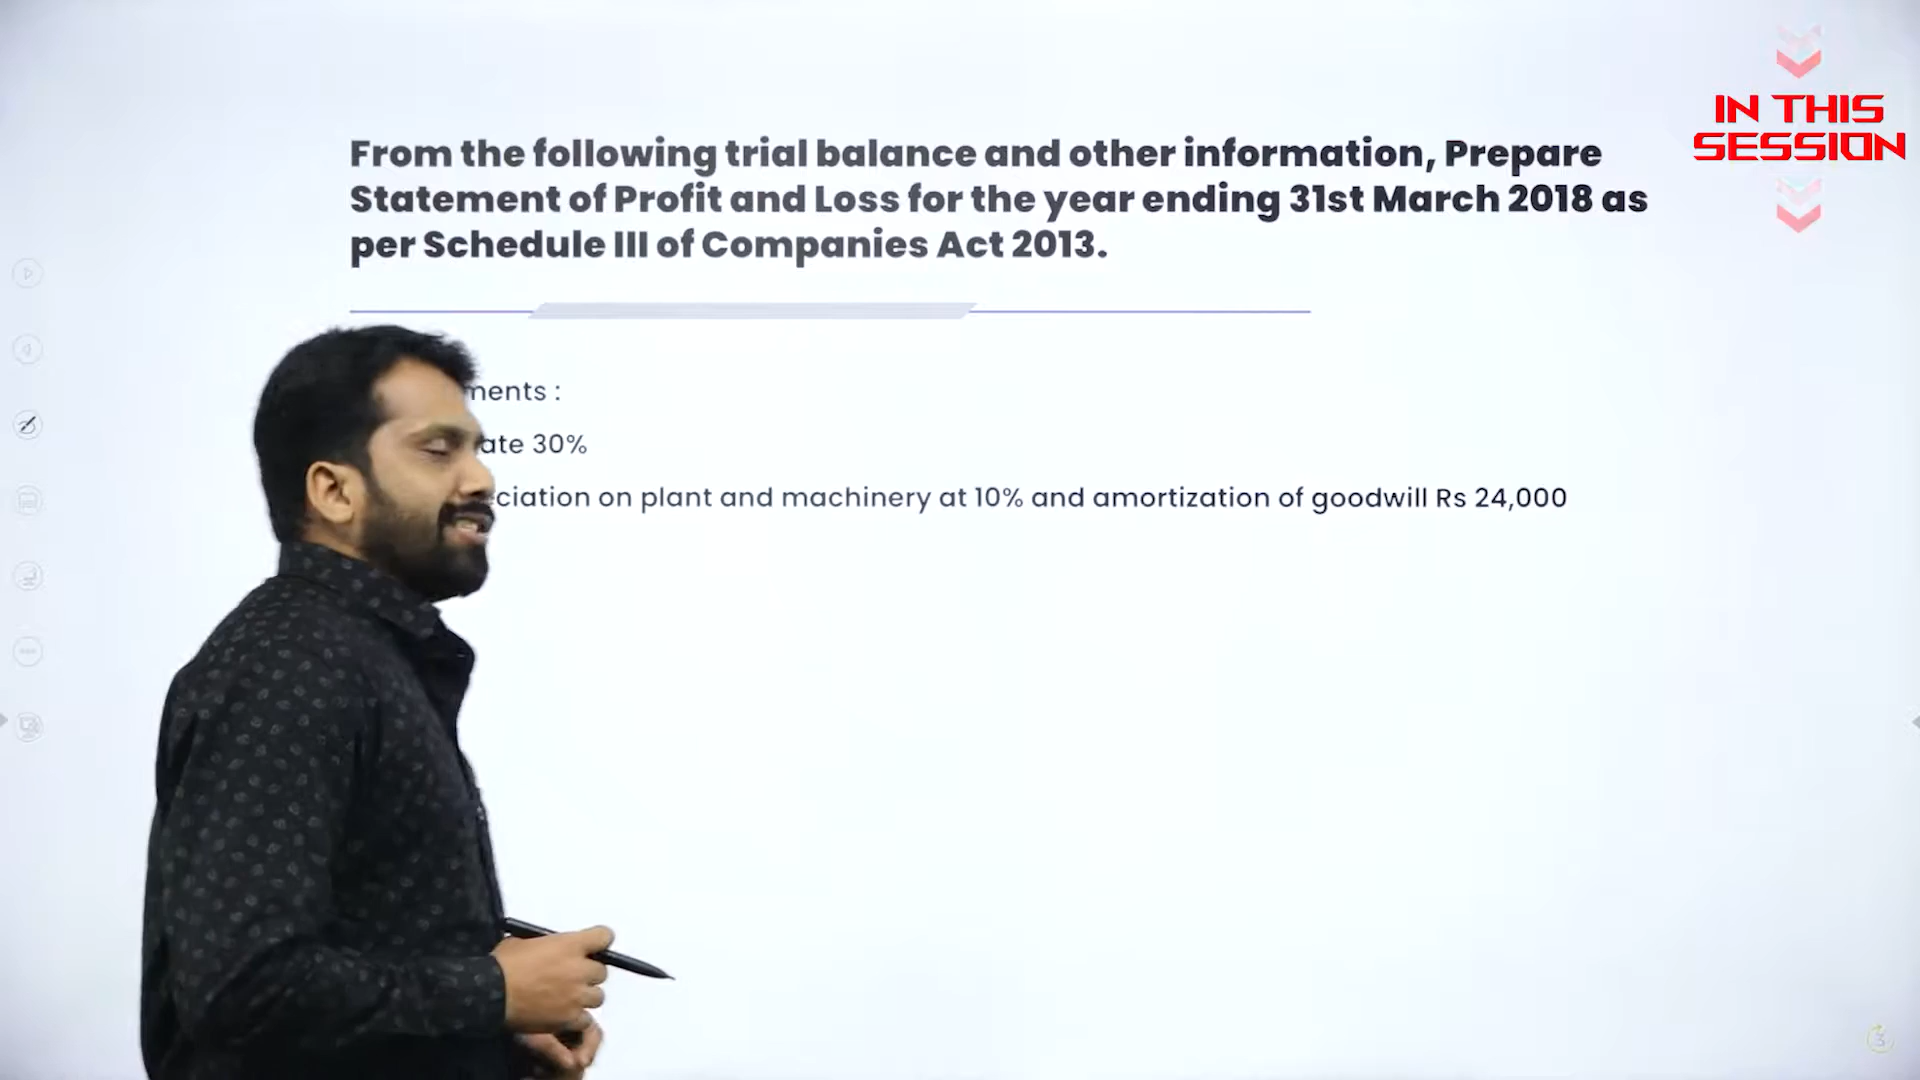 IN THIS
SESSION
From the following trial balance and other information, Prepare
Statement of Profit and Loss for the year ending 31st March 2018 as
per Schedule III of Companies Act 2013.
ments :
ate 30%
ciation on plant and machinery at 10% and amortization of goodwill Rs 24,000
3